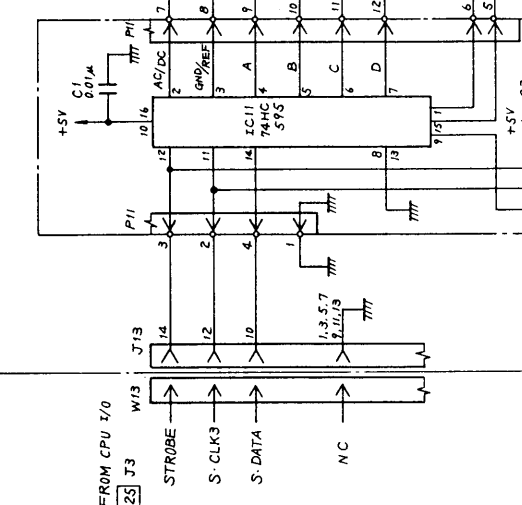 7
8
9
10
11
12
6
5
P11
C1
0.01μ
+5V
AC/DC
GND/REF
A
B
C
D
2
3
4
5
6
7
1
16
10
IC11
74HC
595
15
9
12
11
14
8
13
P11
3
2
4
1
J13
14
12
10
1.3.5.7
9,11,13
W13
FROM CPU I/O
25 J3
STROBE
S·CLK3
S·DATA
NC